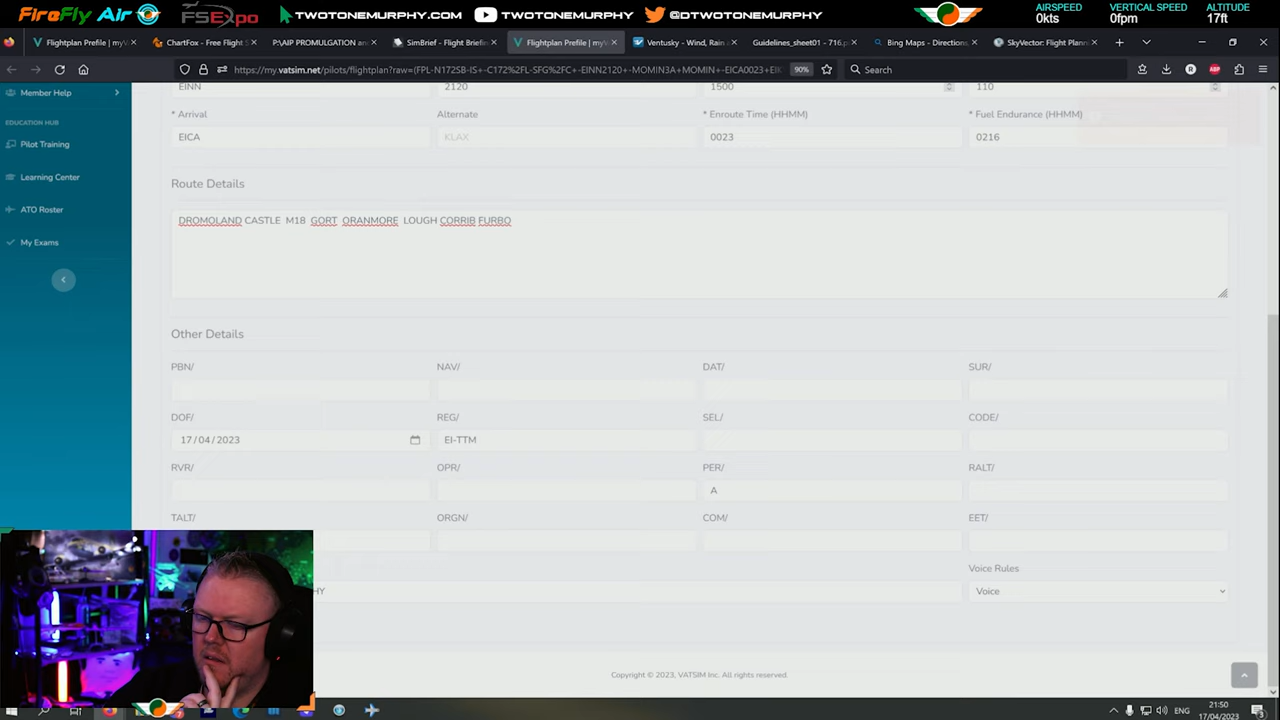 FIREFLY AIR FSEXPO TWOTONEMURPHY.COM TWOTONEMURPHY @DTWOTONEMURPHY AIRSPEED VERTICAL SPEED ALTITUDE
0kts 0fpm 17ft
Flightplan Prefile | my ChartFox - Free Flight P:\AIP PROMULGATION and SimBrief - Flight Briefi Flightplan Prefile | my Ventusky - Wind, Rain Guidelines_sheet01 - 716.p Bing Maps - Directions, SkyVector: Flight Plann
https://my.vatsim.net/pilots/flightplan?raw=(FPL-N172SB-IS+-C172%2FL-SFG%2FC+-EINN2120+-MOMIN3A+MOMIN+-EICA0023+ 90% Search
Member Help EINN 2120 1500 110
* Arrival Alternate * Enroute Time (HHMM) * Fuel Endurance (HHMM)
EICA KLAX 0023 0216
EDUCATION HUB
Pilot Training
Learning Center
ATO Roster
My Exams
Route Details
DROMOLAND CASTLE M18 GORT ORANMORE LOUGH CORRIB FURBO
Other Details
PBN/ NAV/ DAT/ SUR/
DOF/ REG/ SEL/ CODE/
17/04/2023 EI-TTM
RVR/ OPR/ PER/ RALT/
A
TALT/ ORGN/ COM/ EET/
Voice Rules
HY Voice
Copyright © 2023, VATSIM Inc. All rights reserved.
ENG 21:50
17/04/2023